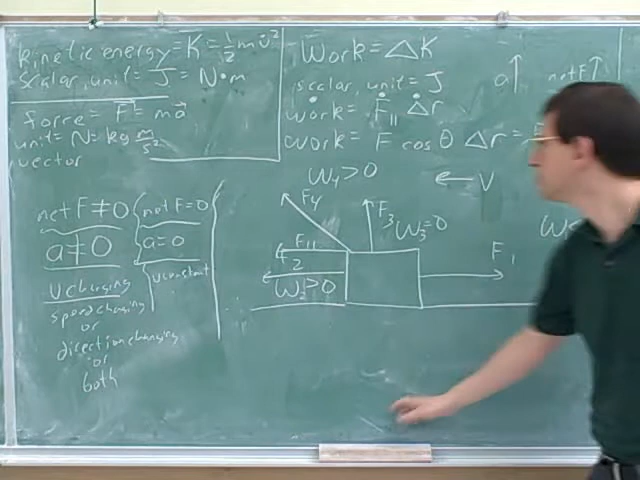 kinetic energy = K = 1/2 m v²
scalar, unit = J = N·m
force = F⃗ = ma⃗
unit = N = kg m/s²
vector
net F ≠ 0
a ≠ 0
v changing
speed changing
or
direction changing
or
both
net F = 0
a = 0
v constant
Work = ΔK
scalar, unit = J
work = F∥ Δr
work = F cos θ Δr =
a
net F
W4 > 0
v
F4
F3
W3 = 0
F∥
F2
W2 > 0
F1